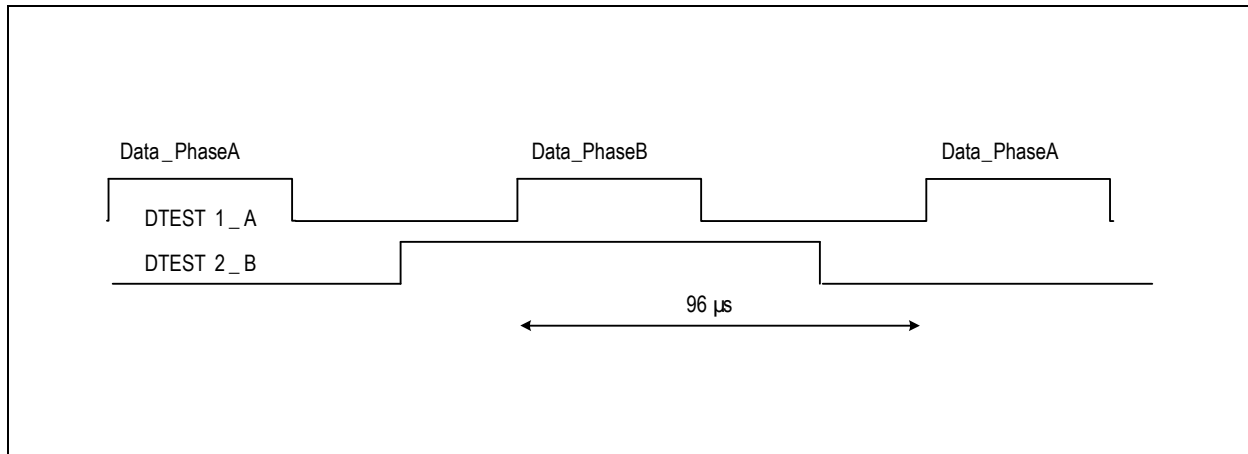 Data_PhaseA Data_PhaseB Data_PhaseA
DTEST 1_A
DTEST 2_B
96 µs